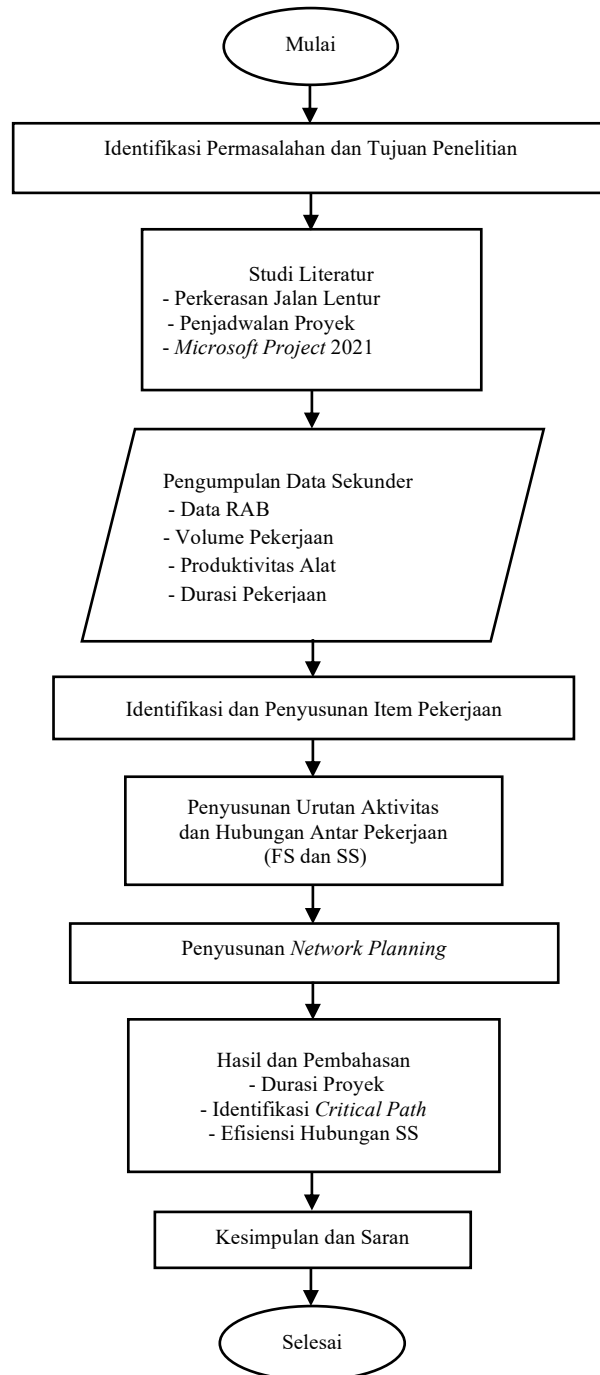 Mulai
Identifikasi Permasalahan dan Tujuan Penelitian
Studi Literatur
- Perkerasan Jalan Lentur
- Penjadwalan Proyek
- Microsoft Project 2021
Pengumpulan Data Sekunder
- Data RAB
- Volume Pekerjaan
- Produktivitas Alat
- Durasi Pekerjaan
Identifikasi dan Penyusunan Item Pekerjaan
Penyusunan Urutan Aktivitas
dan Hubungan Antar Pekerjaan
(FS dan SS)
Penyusunan Network Planning
Hasil dan Pembahasan
- Durasi Proyek
- Identifikasi Critical Path
- Efisiensi Hubungan SS
Kesimpulan dan Saran
Selesai